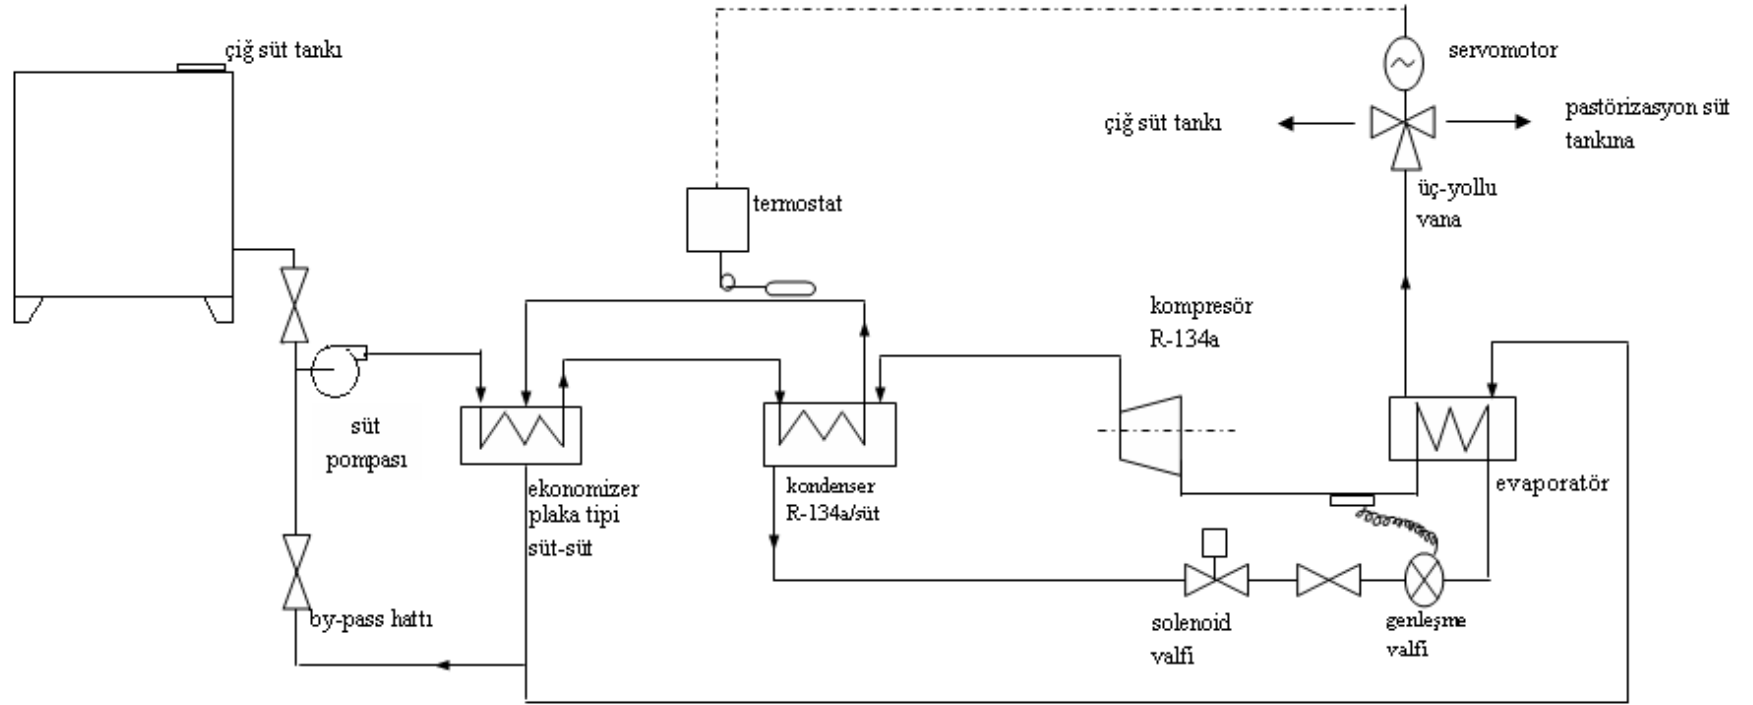 çiğ süt tankı
servomotor
çiğ süt tankı
pastörizasyon süt
tankına
üç-yollu
vana
termostat
kompresör
R-134a
süt
pompası
ekonomizer
plaka tipi
süt-süt
kondenser
R-134a/süt
evaporatör
by-pass hattı
solenoid
valfi
genleşme
valfi